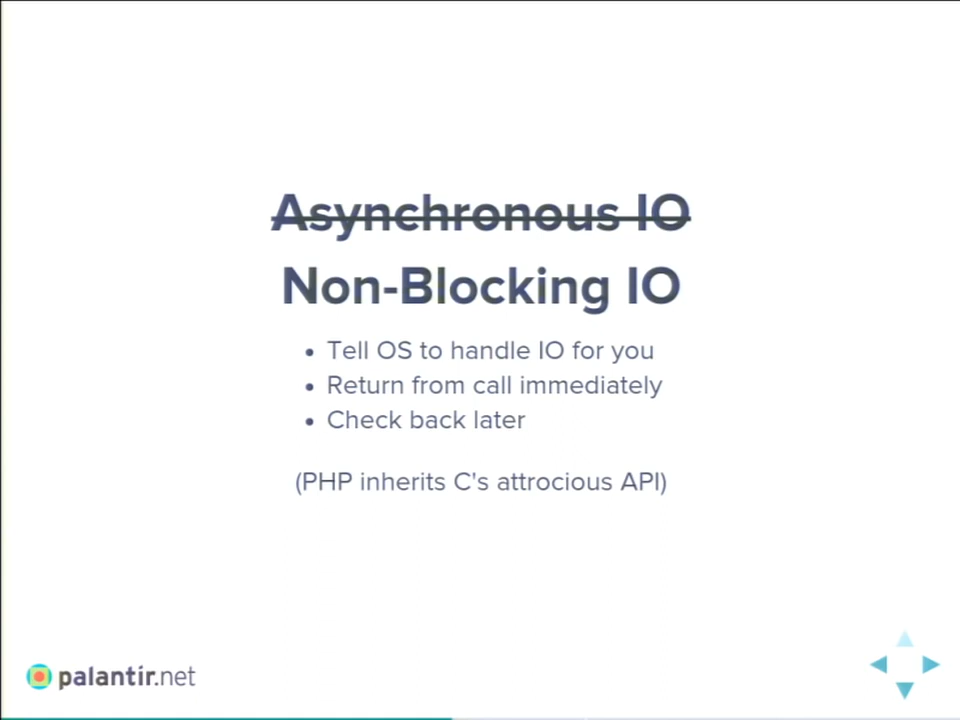 Asynchronous IO
Non-Blocking IO
• Tell OS to handle IO for you
• Return from call immediately
• Check back later
(PHP inherits C's attrocious API)
palantir.net